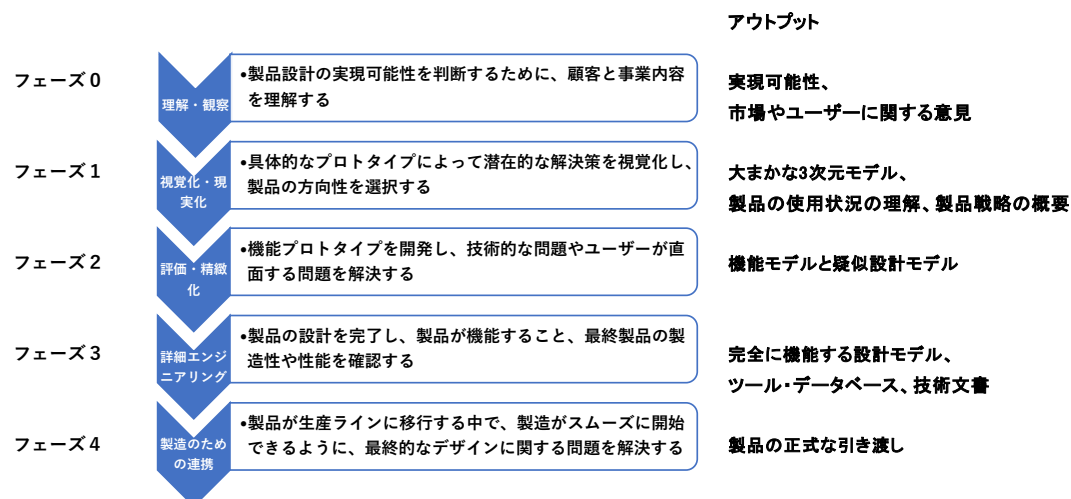 アウトプット
フェーズ 0
理解・観察
•製品設計の実現可能性を判断するために、顧客と事業内容
を理解する
実現可能性、
市場やユーザーに関する意見
フェーズ 1
視覚化・現
実化
•具体的なプロトタイプによって潜在的な解決策を視覚化し、
製品の方向性を選択する
大まかな3次元モデル、
製品の使用状況の理解、製品戦略の概要
フェーズ 2
評価・精緻
化
•機能プロトタイプを開発し、技術的な問題やユーザーが直
面する問題を解決する
機能モデルと疑似設計モデル
フェーズ 3
詳細エンジ
ニアリング
•製品の設計を完了し、製品が機能すること、最終製品の製
造性や性能を確認する
完全に機能する設計モデル、
ツール・データベース、技術文書
フェーズ 4
製造のため
の連携
•製品が生産ラインに移行する中で、製造がスムーズに開始
できるように、最終的なデザインに関する問題を解決する
製品の正式な引き渡し